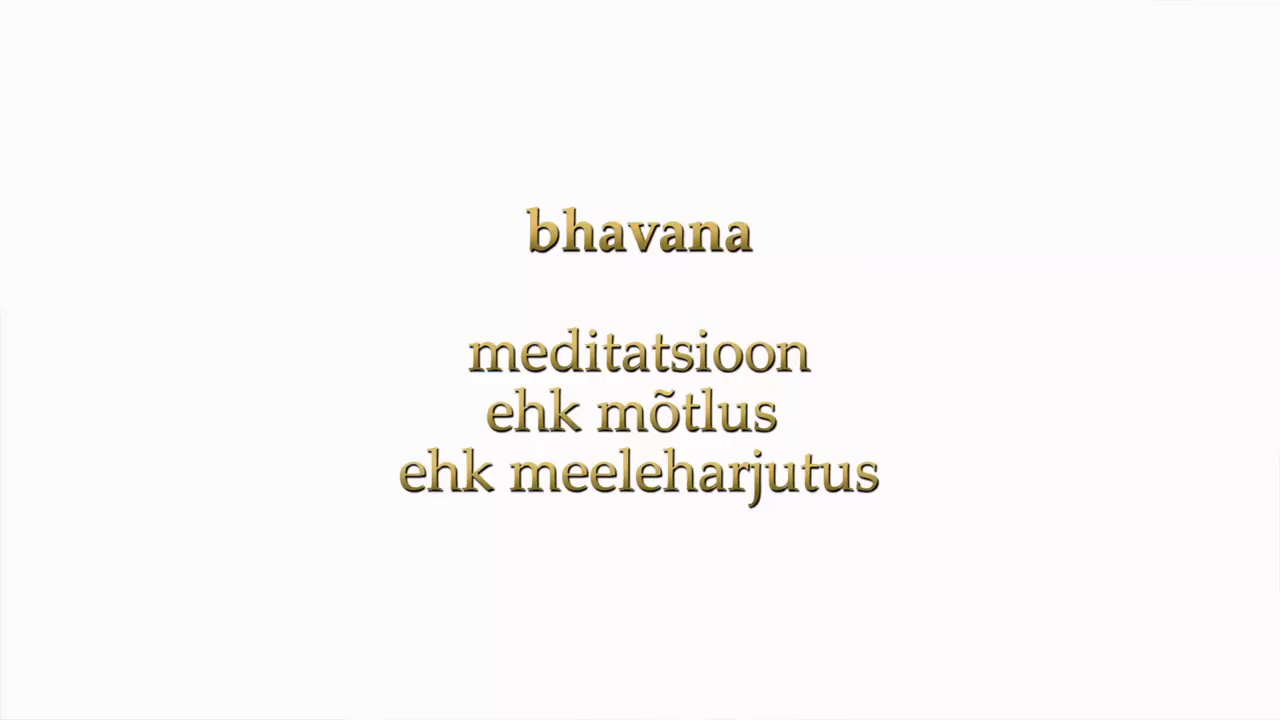 bhavana
meditatsioon
ehk mõtlus
ehk meeleharjutus